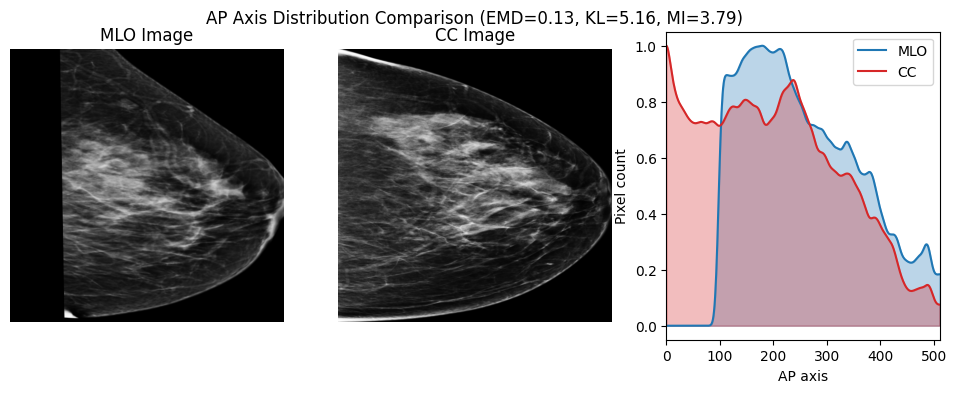 AP Axis Distribution Comparison (EMD=0.13, KL=5.16, MI=3.79)
MLO Image
CC Image
MLO
CC
Pixel count
1.0
0.8
0.6
0.4
0.2
0.0
0 100 200 300 400 500
AP axis